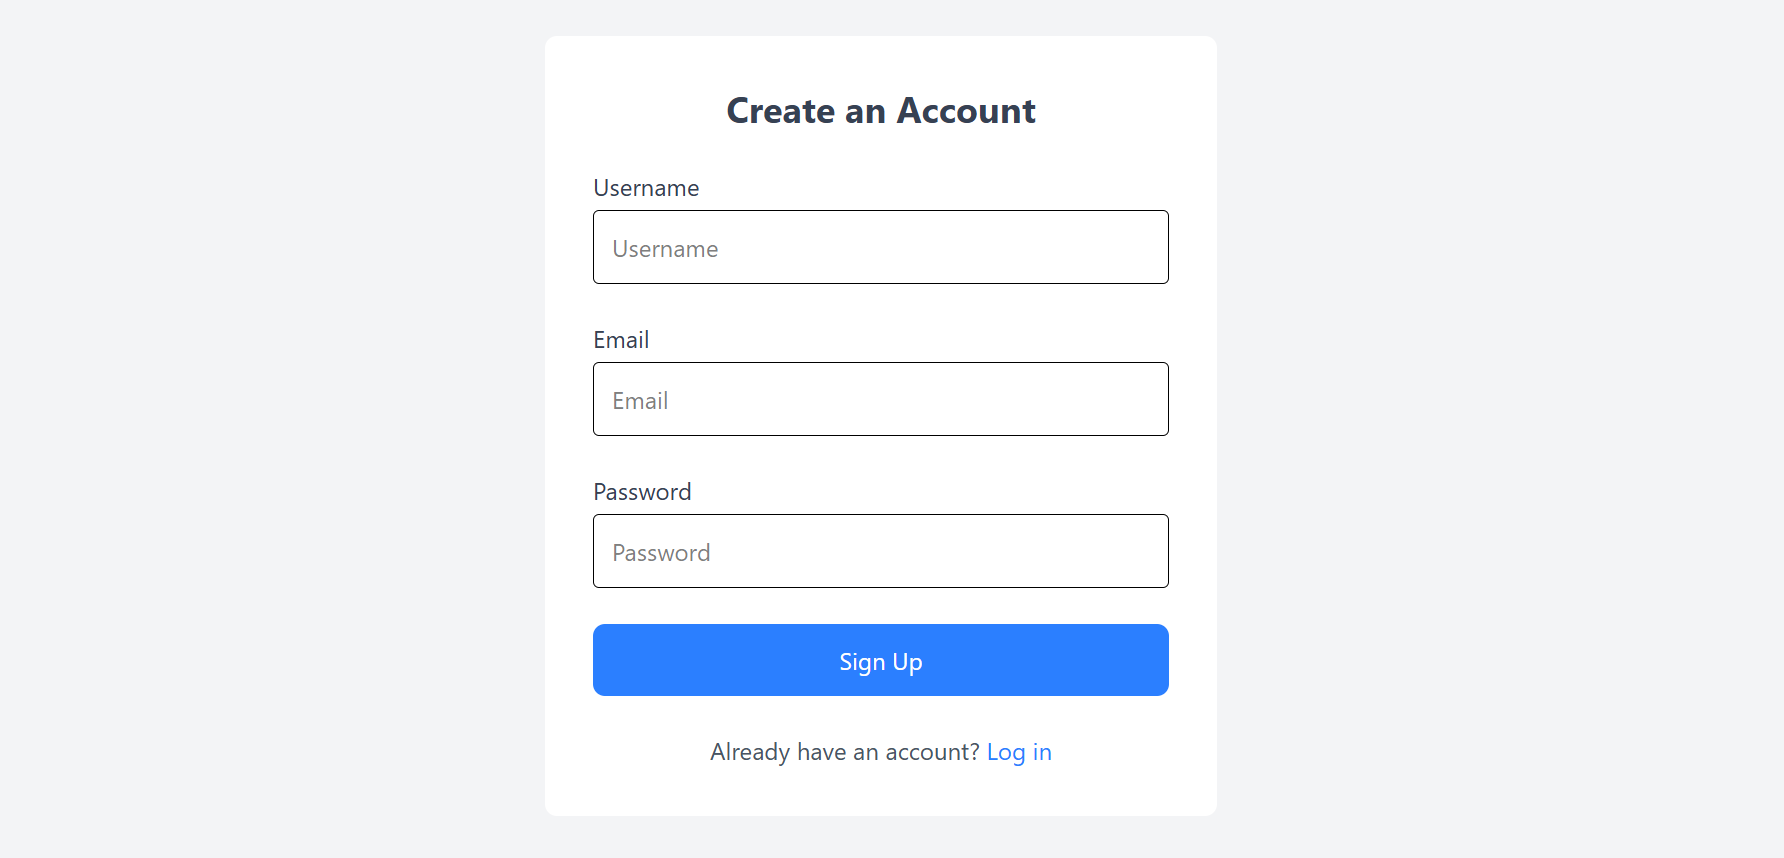 Create an Account
Username
Username
Email
Email
Password
Password
Sign Up
Already have an account? Log in